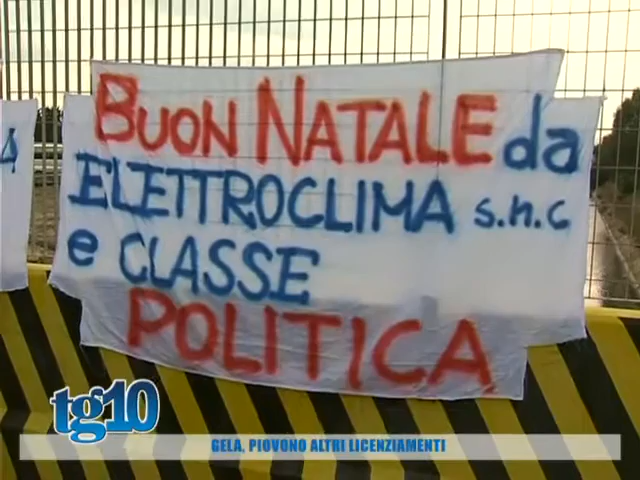 BUON NATALE da
ELETTROCLIMA s.n.c
e CLASSE
POLITICA
tg10
GELA, PIOVONO ALTRI LICENZIAMENTI